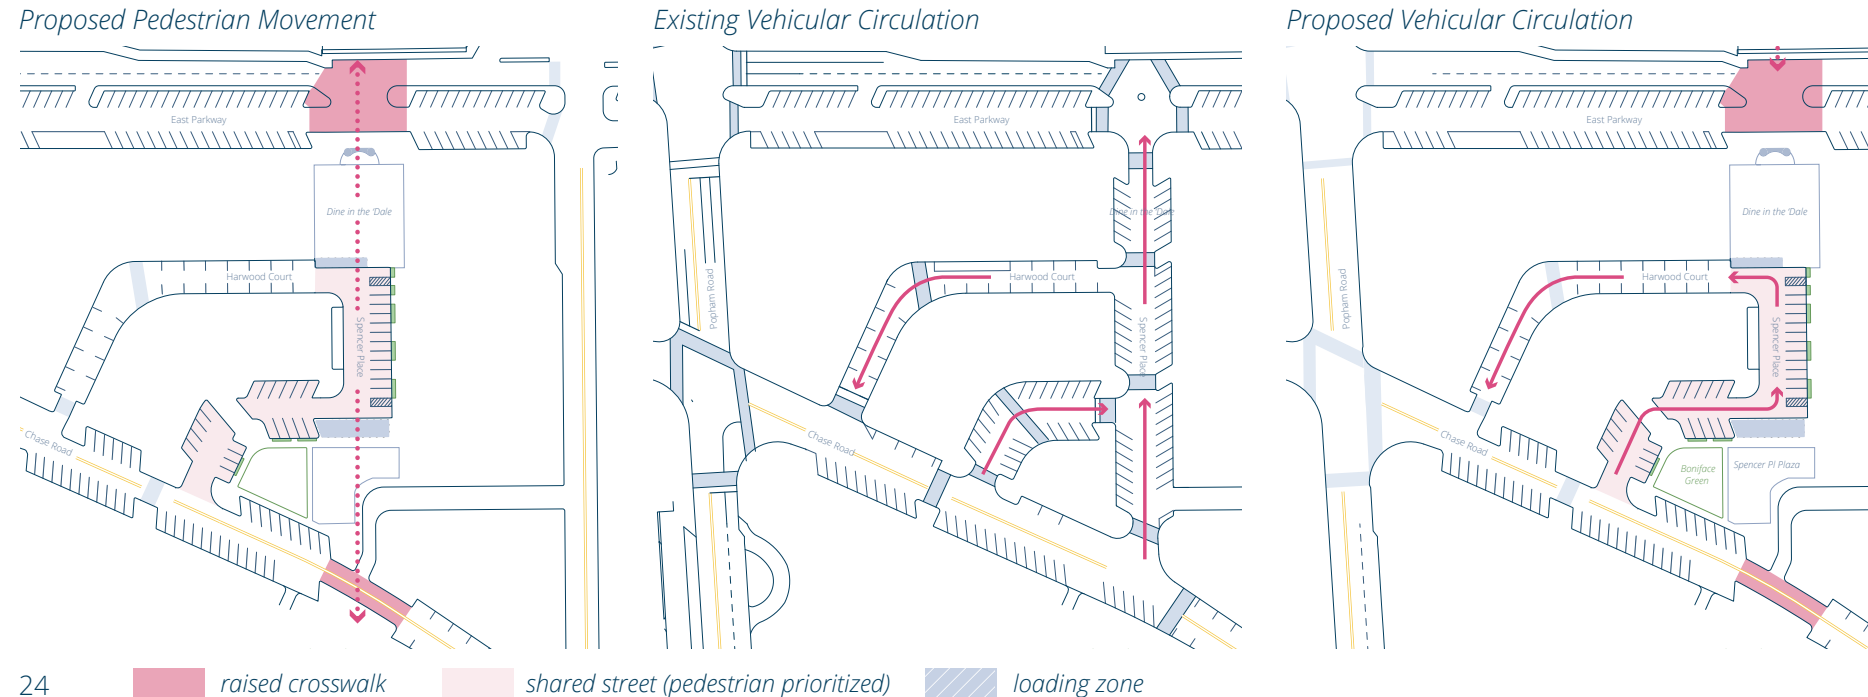 Proposed Pedestrian Movement
East Parkway
Dine in the 'Dale
Harwood Court
Spencer Place
Chase Road
Existing Vehicular Circulation
East Parkway
Dine in the 'Dale
Popham Road
Harwood Court
Spencer Place
Chase Road
Proposed Vehicular Circulation
East Parkway
Dine in the 'Dale
Popham Road
Harwood Court
Spencer Place
Chase Road
Boniface
Green
Spencer Pl Plaza
24
raised crosswalk
shared street (pedestrian prioritized)
loading zone